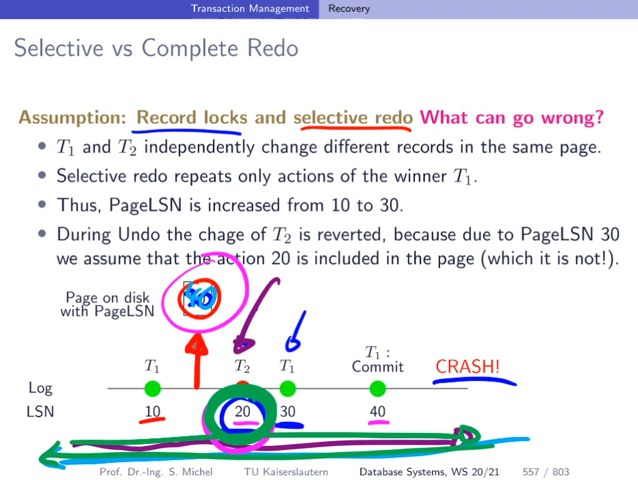 Transaction Management Recovery
Selective vs Complete Redo
Assumption: Record locks and selective redo What can go wrong?
• T₁ and T₂ independently change different records in the same page.
• Selective redo repeats only actions of the winner T₁.
• Thus, PageLSN is increased from 10 to 30.
• During Undo the chage of T₂ is reverted, because due to PageLSN 30
we assume that the action 20 is included in the page (which it is not!).
Page on disk
with PageLSN
T₁ :
T₁ T₂ T₁ Commit CRASH!
Log
LSN 10 20 30 40
Prof. Dr.-Ing. S. Michel TU Kaiserslautern Database Systems, WS 20/21 557 / 803